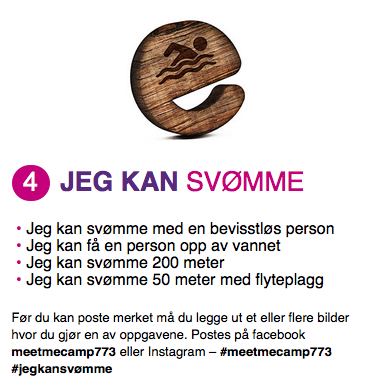 4 JEG KAN SVØMME
• Jeg kan svømme med en bevisstløs person
• Jeg kan få en person opp av vannet
• Jeg kan svømme 200 meter
• Jeg kan svømme 50 meter med flyteplagg
Før du kan poste merket må du legge ut et eller flere bilder
hvor du gjør en av oppgavene. Postes på facebook
meetmecamp773 eller Instagram – #meetmecamp773
#jegkansvømme